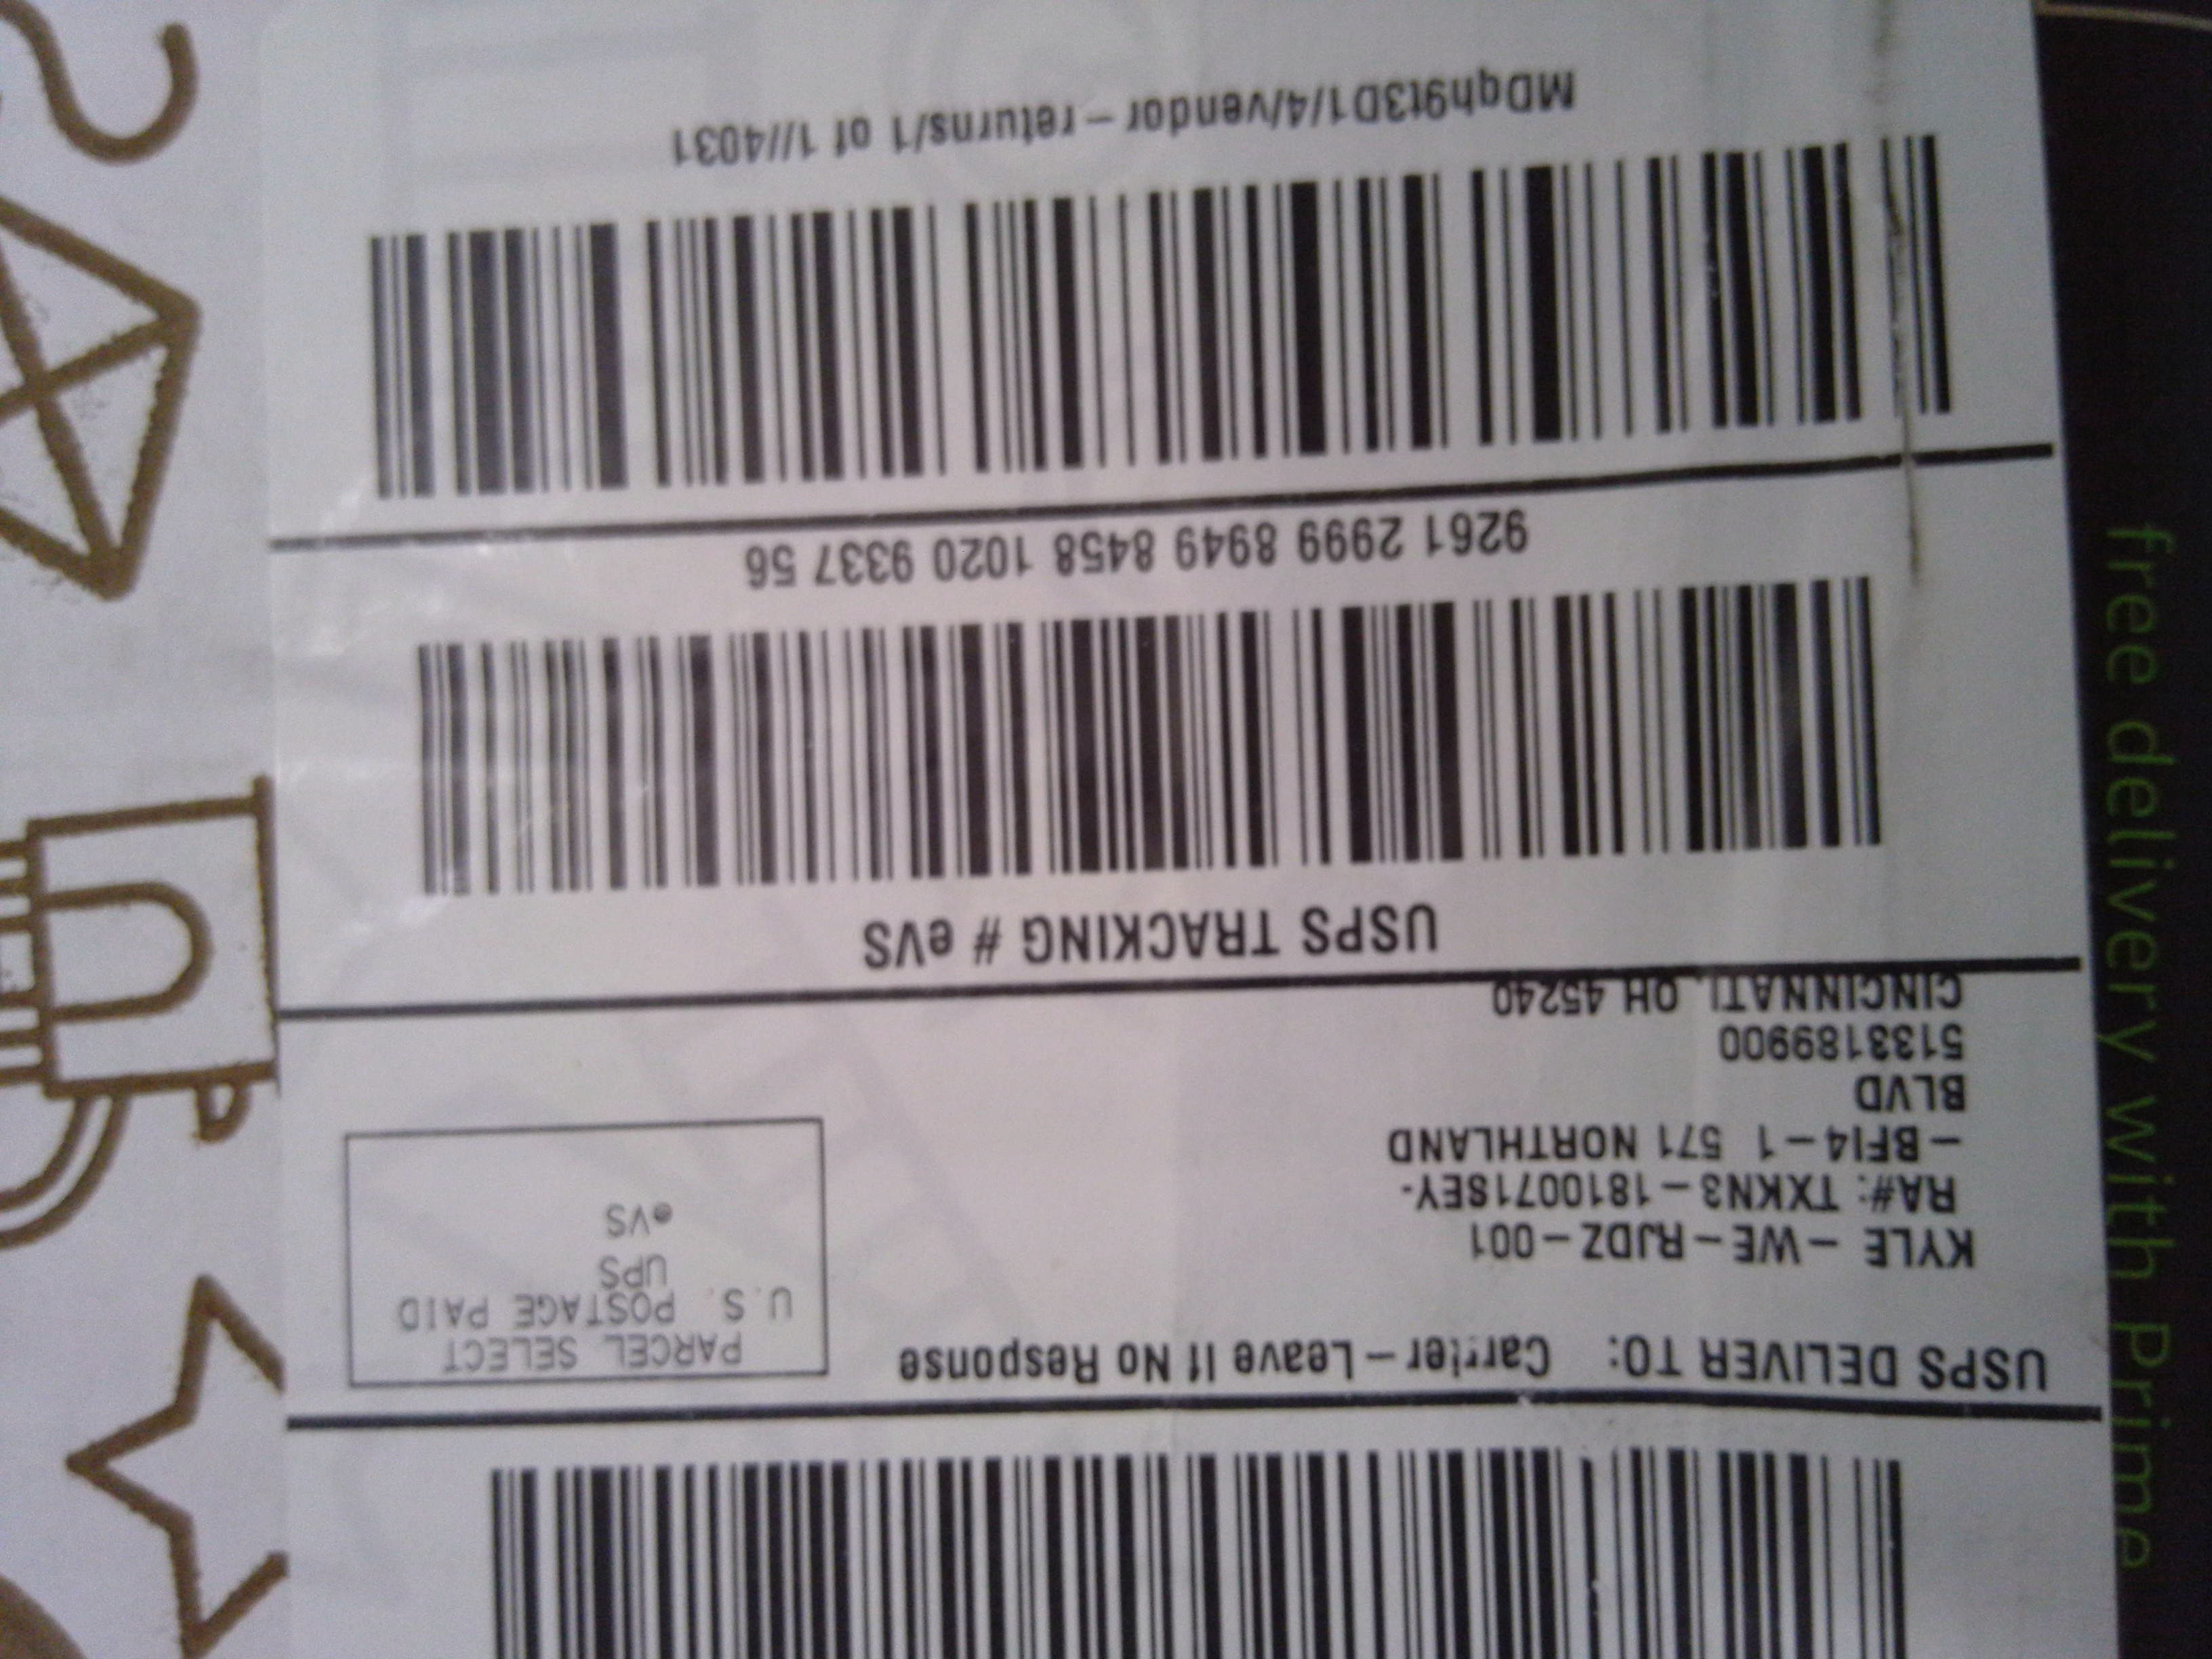 USPS DELIVER TO: Carrier – Leave If No Response
KYLE – WE – RJDZ – 001
RA#: TXKN3 – 1810071SEY-
– BFI4 – 1 571 NORTHLAND
BLVD
5133189900
CINCINNATI, OH 45240
PARCEL SELECT
U.S. POSTAGE PAID
UPS
eVS
USPS TRACKING # eVS
9261 2999 8949 8458 1020 9337 56
MDqh9t3D1/4/vendor – returns/1 of 1///4031
free delivery with Prime